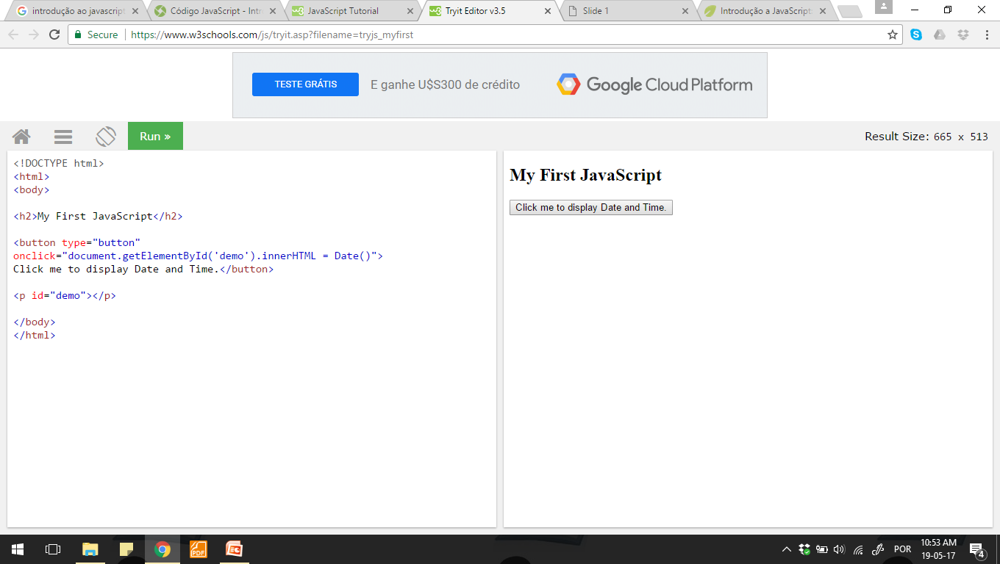 introdução ao javascript
Código JavaScript - Intr
JavaScript Tutorial
Tryit Editor v3.5
Slide 1
Introdução a JavaScript
Secure
https://www.w3schools.com/js/tryit.asp?filename=tryjs_myfirst
TESTE GRÁTIS
E ganhe U$S300 de crédito
Google Cloud Platform
Run »
Result Size: 665 x 513
<!DOCTYPE html>
<html>
<body>
<h2>My First JavaScript</h2>
<button type="button"
onclick="document.getElementById('demo').innerHTML = Date()">
Click me to display Date and Time.</button>
<p id="demo"></p>
</body>
</html>
My First JavaScript
Click me to display Date and Time.
PDF
POR
10:53 AM
19-05-17
4